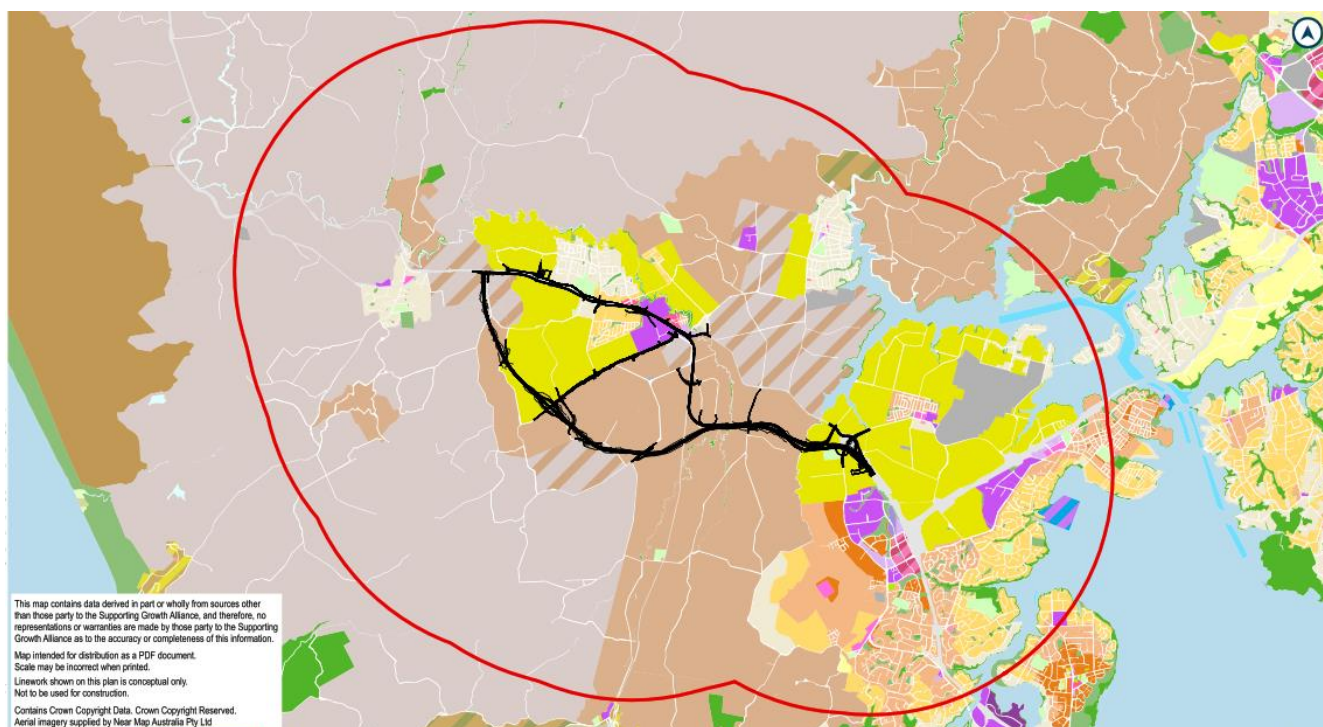 This map contains data derived in part or wholly from sources other
than those party to the Supporting Growth Alliance, and therefore, no
representations or warranties are made by those party to the Supporting
Growth Alliance as to the accuracy or completeness of this information.
Map intended for distribution as a PDF document.
Scale may be incorrect when printed.
Linework shown on this plan is conceptual only.
Not to be used for construction.
Contains Crown Copyright Data. Crown Copyright Reserved.
Aerial imagery supplied by Near Map Australia Pty Ltd